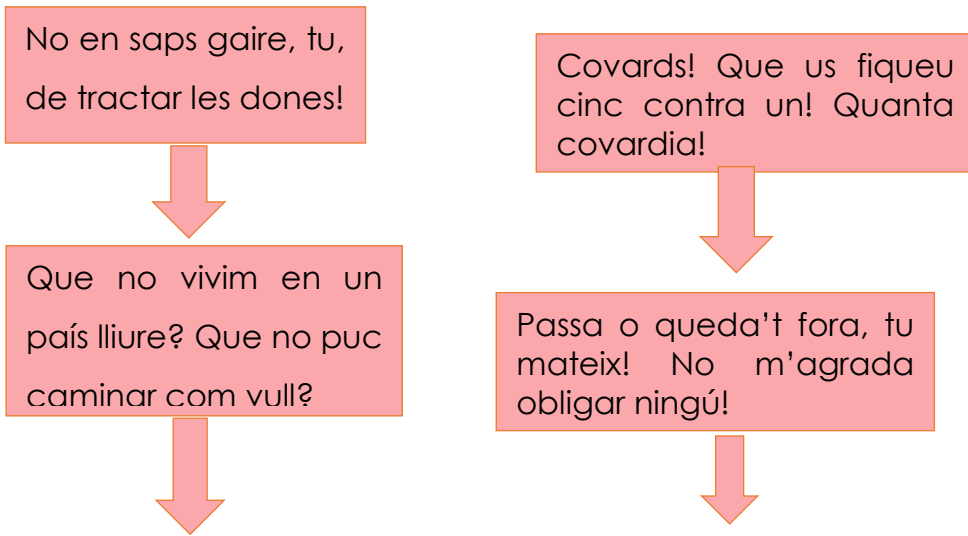 No en saps gaire, tu,
de tractar les dones!
Covards! Que us fiqueu
cinc contra un! Quanta
covardia!
Que no vivim en un
país lliure? Que no puc
caminar com vull?
Passa o queda’t fora, tu
mateix! No m’agrada
obligar ningú!